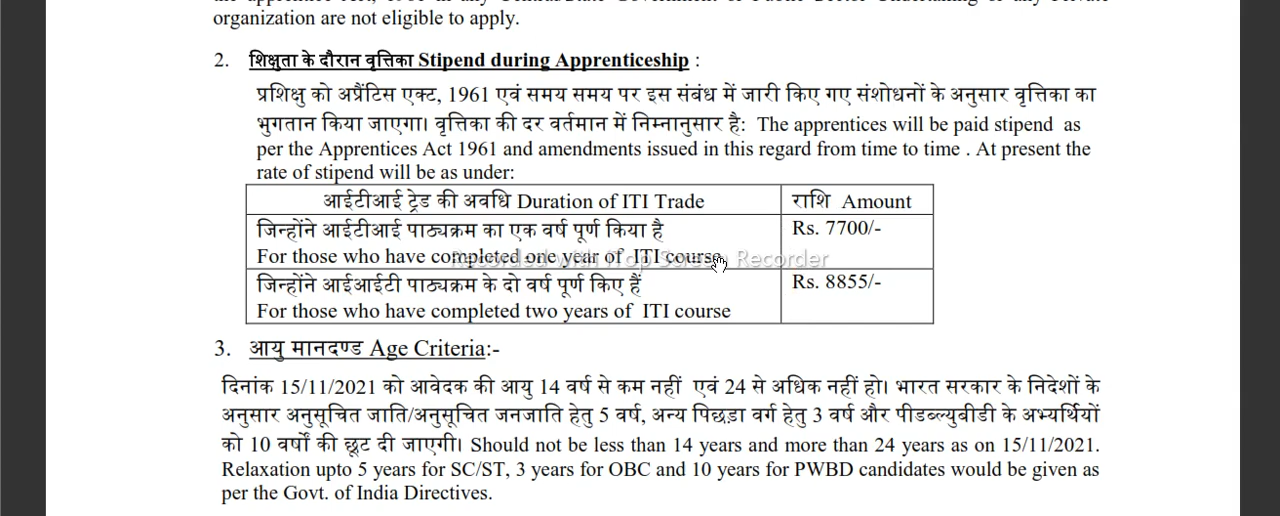 organization are not eligible to apply.
2. शिक्षुता के दौरान वृत्तिका Stipend during Apprenticeship :
प्रशिक्षु को अप्रैंटिस एक्ट, 1961 एवं समय समय पर इस संबंध में जारी किए गए संशोधनों के अनुसार वृत्तिका का
भुगतान किया जाएगा। वृत्तिका की दर वर्तमान में निम्नानुसार है: The apprentices will be paid stipend as
per the Apprentices Act 1961 and amendments issued in this regard from time to time . At present the
rate of stipend will be as under:
आईटीआई ट्रेड की अवधि Duration of ITI Trade राशि Amount
जिन्होंने आईटीआई पाठ्यक्रम का एक वर्ष पूर्ण किया है Rs. 7700/-
For those who have completed one year of ITI course
Recorded with iTop Screen Recorder
जिन्होंने आईआईटी पाठ्यक्रम के दो वर्ष पूर्ण किए हैं Rs. 8855/-
For those who have completed two years of ITI course
3. आयु मानदण्ड Age Criteria:-
दिनांक 15/11/2021 को आवेदक की आयु 14 वर्ष से कम नहीं एवं 24 से अधिक नहीं हो। भारत सरकार के निदेशों के
अनुसार अनुसूचित जाति/अनुसूचित जनजाति हेतु 5 वर्ष, अन्य पिछड़ा वर्ग हेतु 3 वर्ष और पीडब्ल्युबीडी के अभ्यर्थियों
को 10 वर्षों की छूट दी जाएगी। Should not be less than 14 years and more than 24 years as on 15/11/2021.
Relaxation upto 5 years for SC/ST, 3 years for OBC and 10 years for PWBD candidates would be given as
per the Govt. of India Directives.